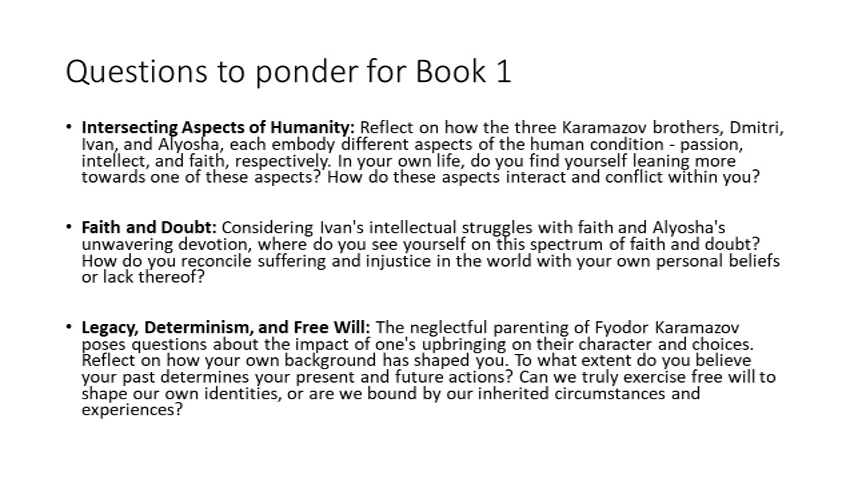 Questions to ponder for Book 1
• Intersecting Aspects of Humanity: Reflect on how the three Karamazov brothers, Dmitri,
Ivan, and Alyosha, each embody different aspects of the human condition - passion,
intellect, and faith, respectively. In your own life, do you find yourself leaning more
towards one of these aspects? How do these aspects interact and conflict within you?
• Faith and Doubt: Considering Ivan's intellectual struggles with faith and Alyosha's
unwavering devotion, where do you see yourself on this spectrum of faith and doubt?
How do you reconcile suffering and injustice in the world with your own personal beliefs
or lack thereof?
• Legacy, Determinism, and Free Will: The neglectful parenting of Fyodor Karamazov
poses questions about the impact of one's upbringing on their character and choices.
Reflect on how your own background has shaped you. To what extent do you believe
your past determines your present and future actions? Can we truly exercise free will to
shape our own identities, or are we bound by our inherited circumstances and
experiences?